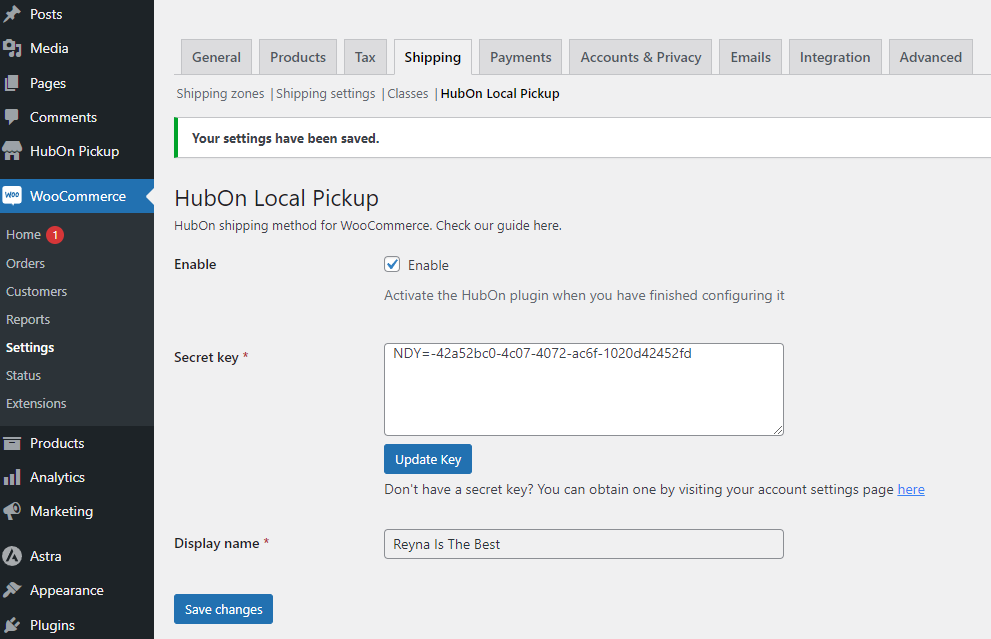 Posts
Media
Pages
Comments
HubOn Pickup
WOO WooCommerce
Home 1
Orders
Customers
Reports
Settings
Status
Extensions
Products
Analytics
Marketing
Astra
Appearance
Plugins
General Products Tax Shipping Payments Accounts & Privacy Emails Integration Advanced
Shipping zones | Shipping settings | Classes | HubOn Local Pickup
Your settings have been saved.
HubOn Local Pickup
HubOn shipping method for WooCommerce. Check our guide here.
Enable Enable
Activate the HubOn plugin when you have finished configuring it
Secret key * NDY=-42a52bc0-4c07-4072-ac6f-1020d42452fd
Update Key
Don't have a secret key? You can obtain one by visiting your account settings page here
Display name * Reyna Is The Best
Save changes